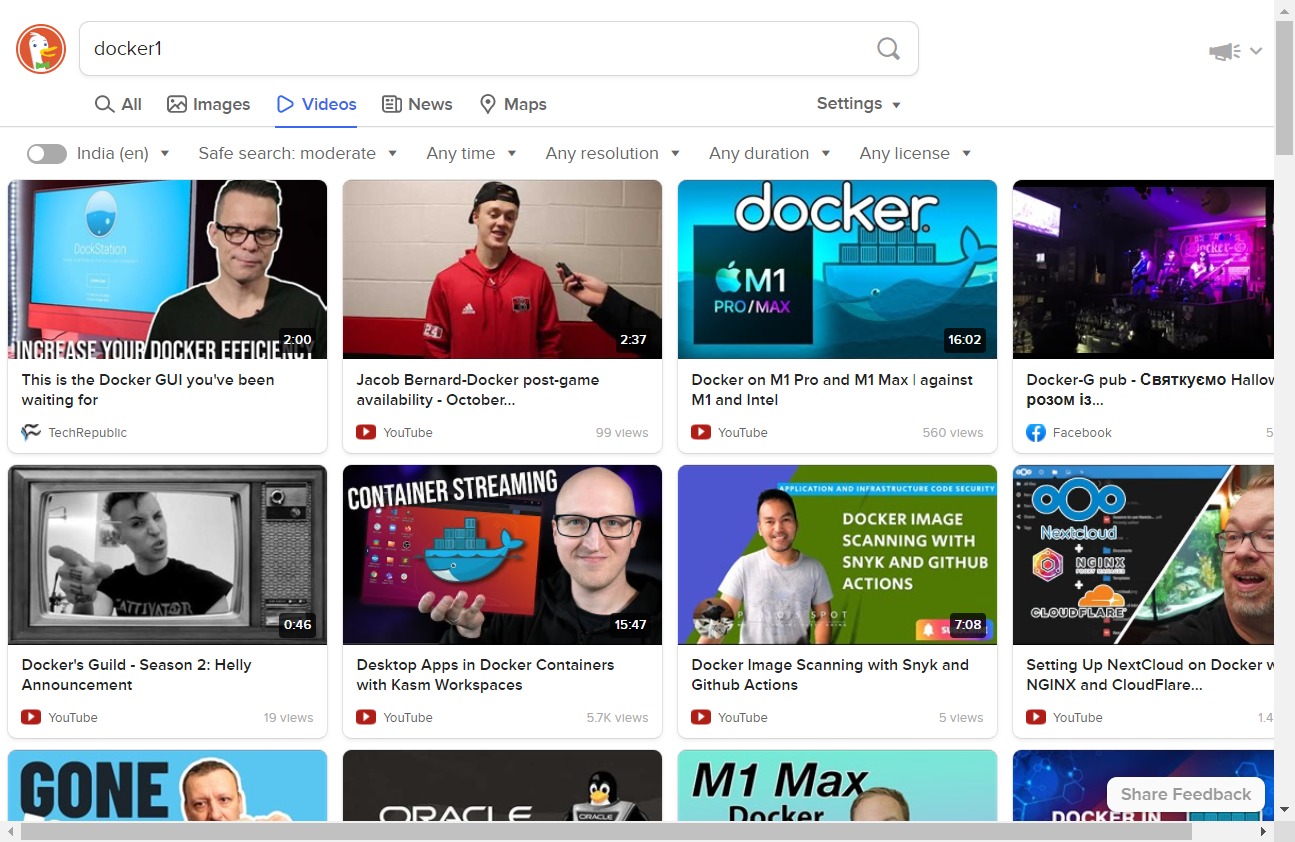 docker1
All
Images
Videos
News
Maps
Settings
India (en)
Safe search: moderate
Any time
Any resolution
Any duration
Any license
DockStation
INCREASE YOUR DOCKER EFFICIENCY
2:00
This is the Docker GUI you've been
waiting for
TechRepublic
24
2:37
Jacob Bernard-Docker post-game
availability - October...
YouTube
99 views
docker.
M1
PRO/MAX
16:02
Docker on M1 Pro and M1 Max | against
M1 and Intel
YouTube
560 views
Docker-G
Docker-G pub - Святкуємо Hallow
розом із...
Facebook
5
CATTIVATOR
0:46
Docker's Guild - Season 2: Helly
Announcement
YouTube
19 views
CONTAINER STREAMING
15:47
Desktop Apps in Docker Containers
with Kasm Workspaces
YouTube
5.7K views
APPLICATION AND INFRASTRUCTURE CODE SECURITY
DOCKER IMAGE
SCANNING WITH
SNYK AND GITHUB
ACTIONS
7:08
Docker Image Scanning with Snyk and
Github Actions
YouTube
5 views
Nextcloud
+
NGINX
PROXY MANAGER
+
CLOUDFLARE
Setting Up NextCloud on Docker w
NGINX and CloudFlare...
YouTube
1.4
GONE
ORACLE
ORACLE
M1 Max
Docker
DOCKER IN
Share Feedback